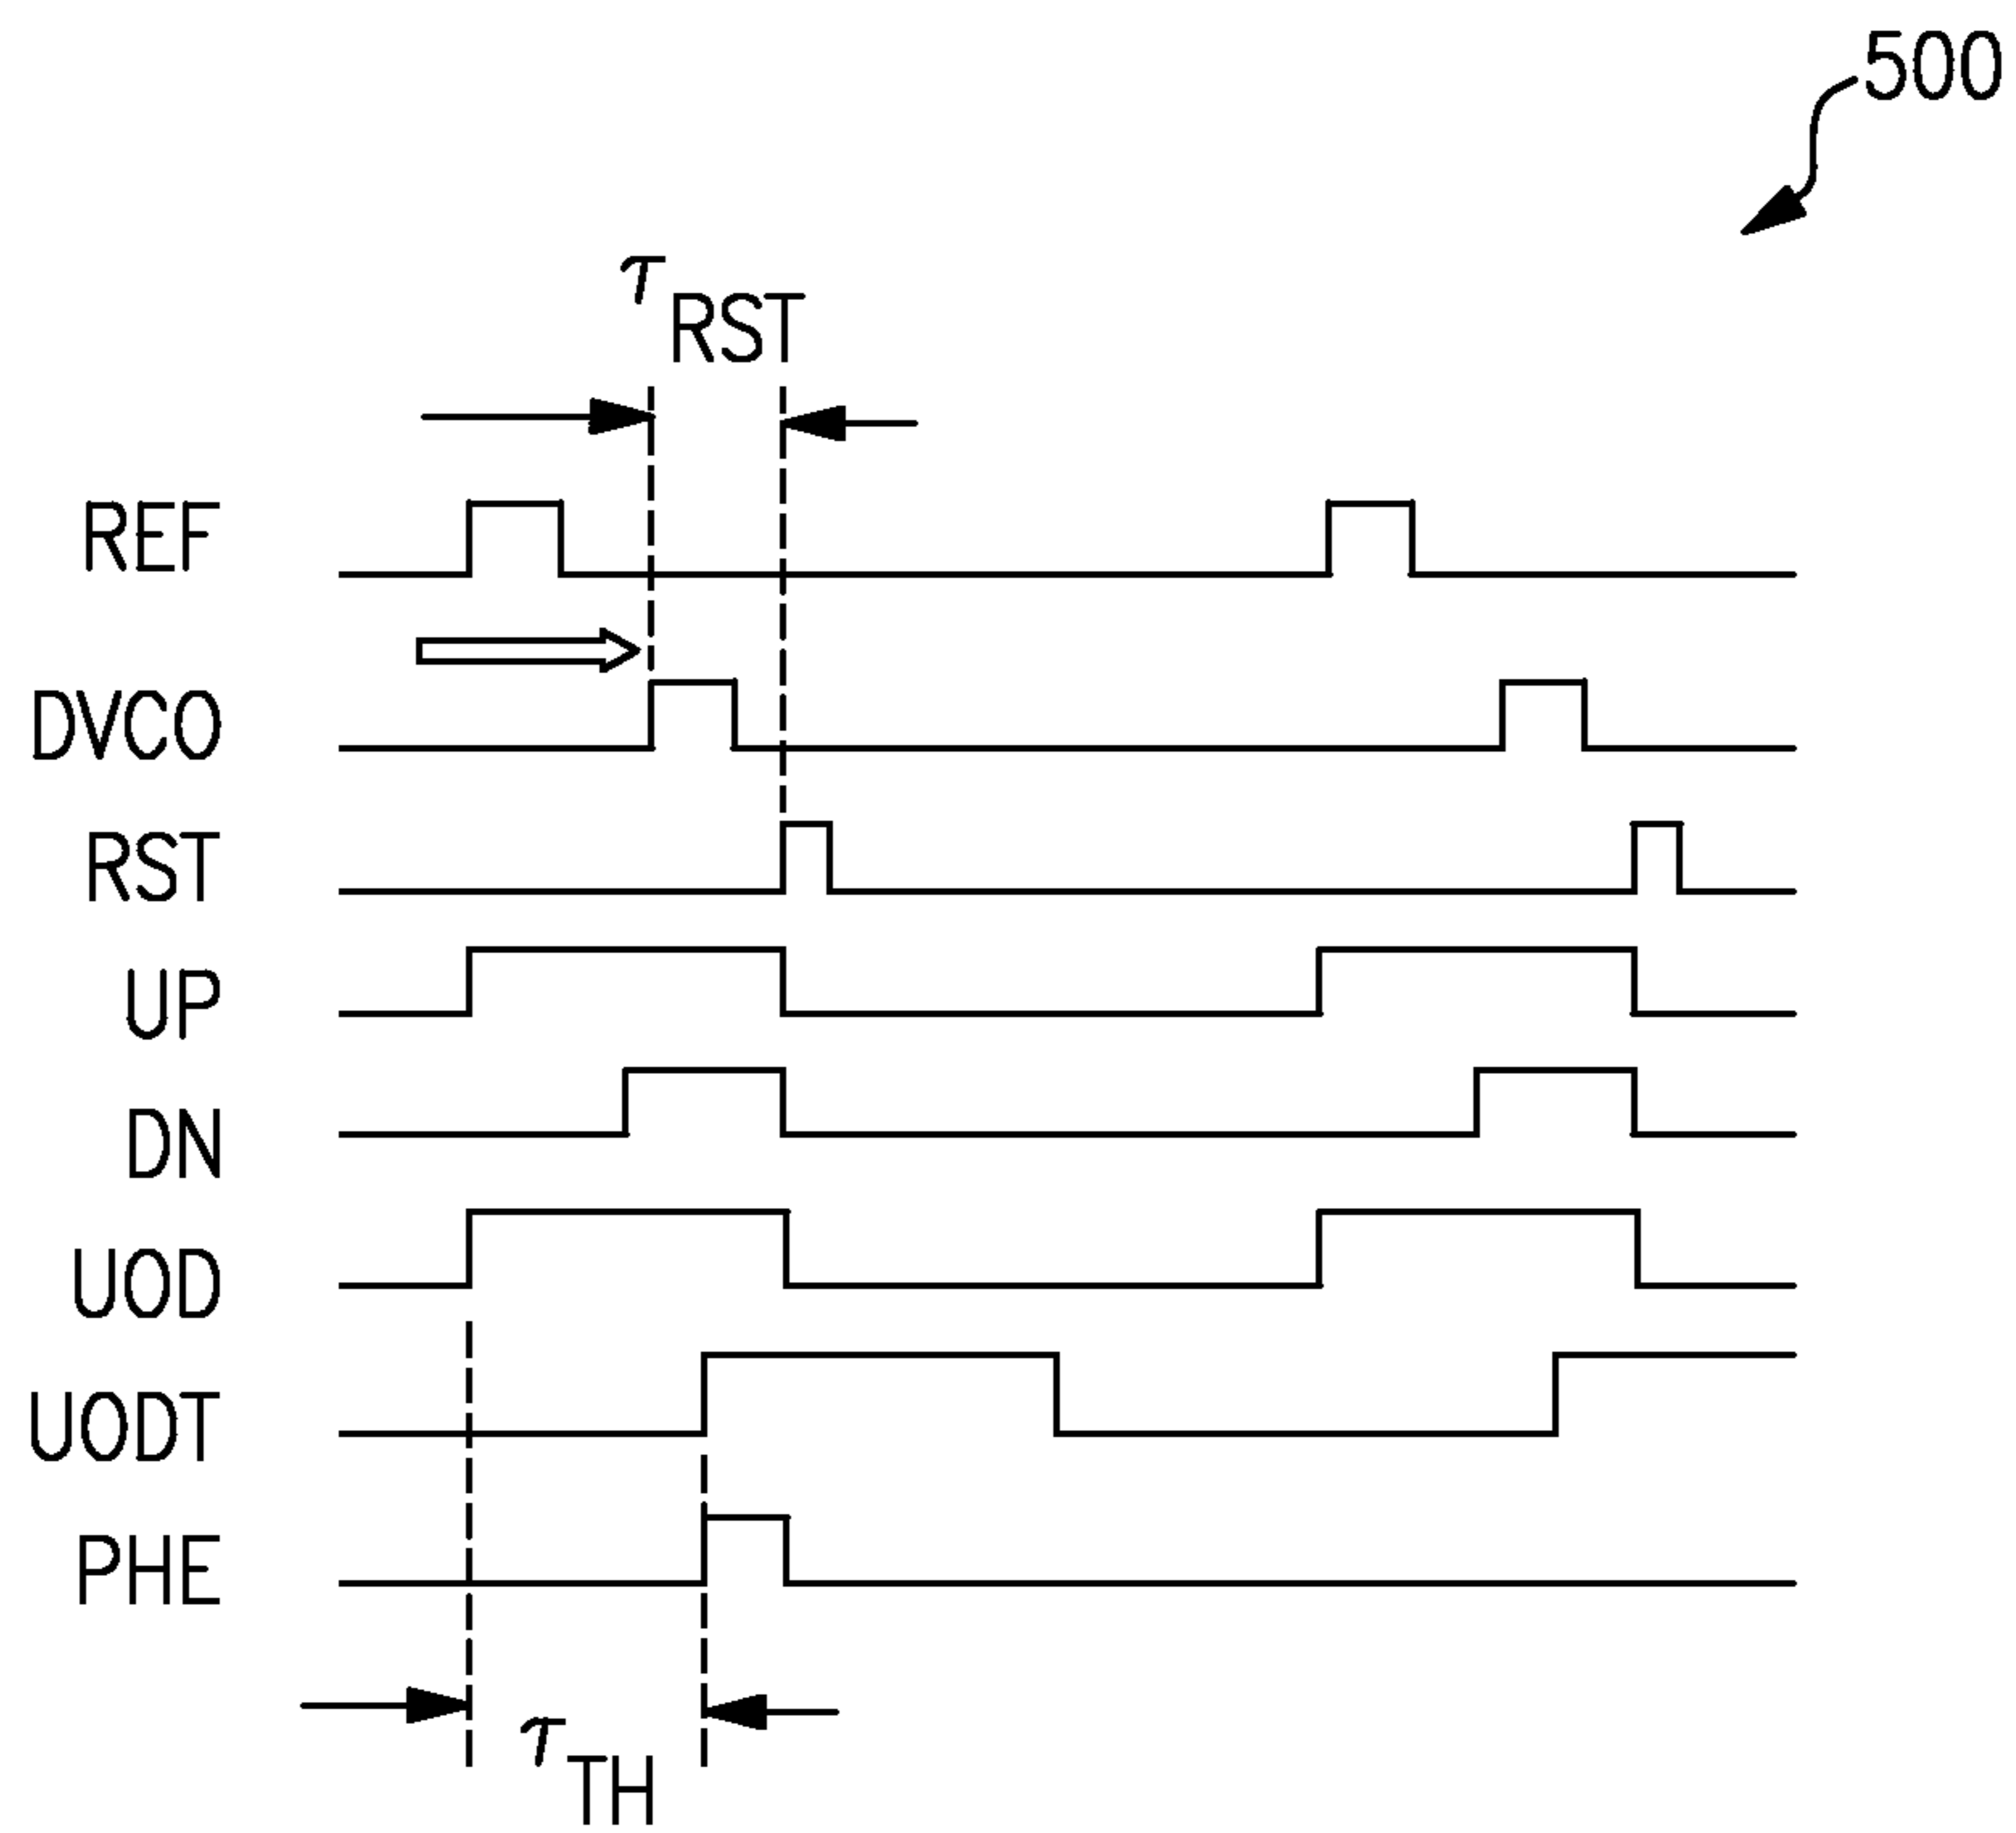 500
τRST
REF
DVCO
RST
UP
DN
UOD
UODT
PHE
τTH